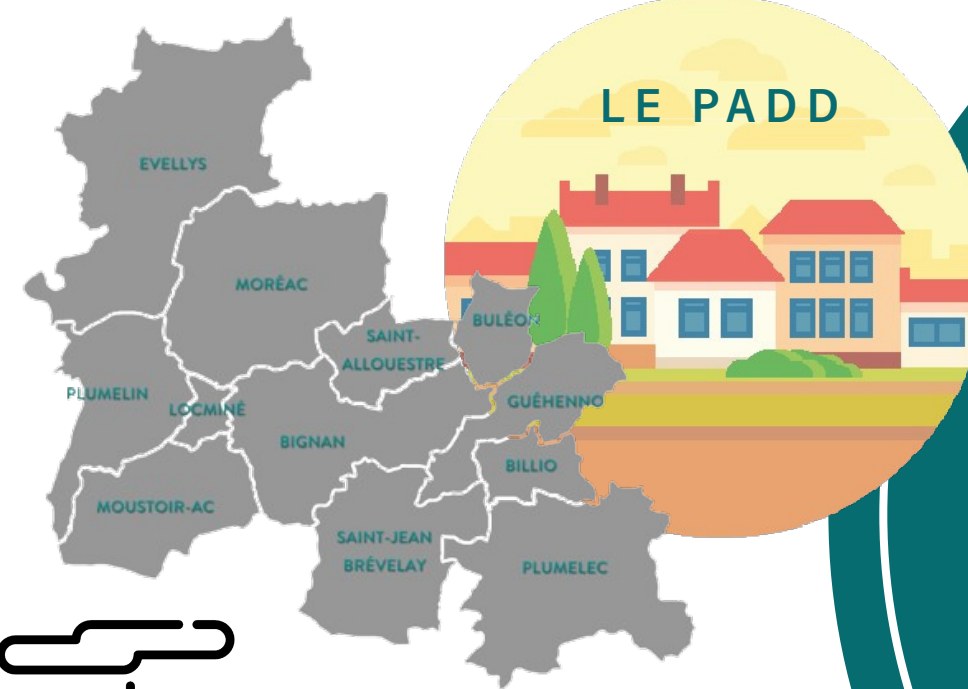 LE PADD
EVELLYS
MORÉAC
BULÉON
SAINT-
ALLOUESTRE
PLUMELIN
LOCMINÉ
GUÉHENNO
BIGNAN
BILLIO
MOUSTOIR-AC
SAINT-JEAN
BRÉVELAY
PLUMELEC